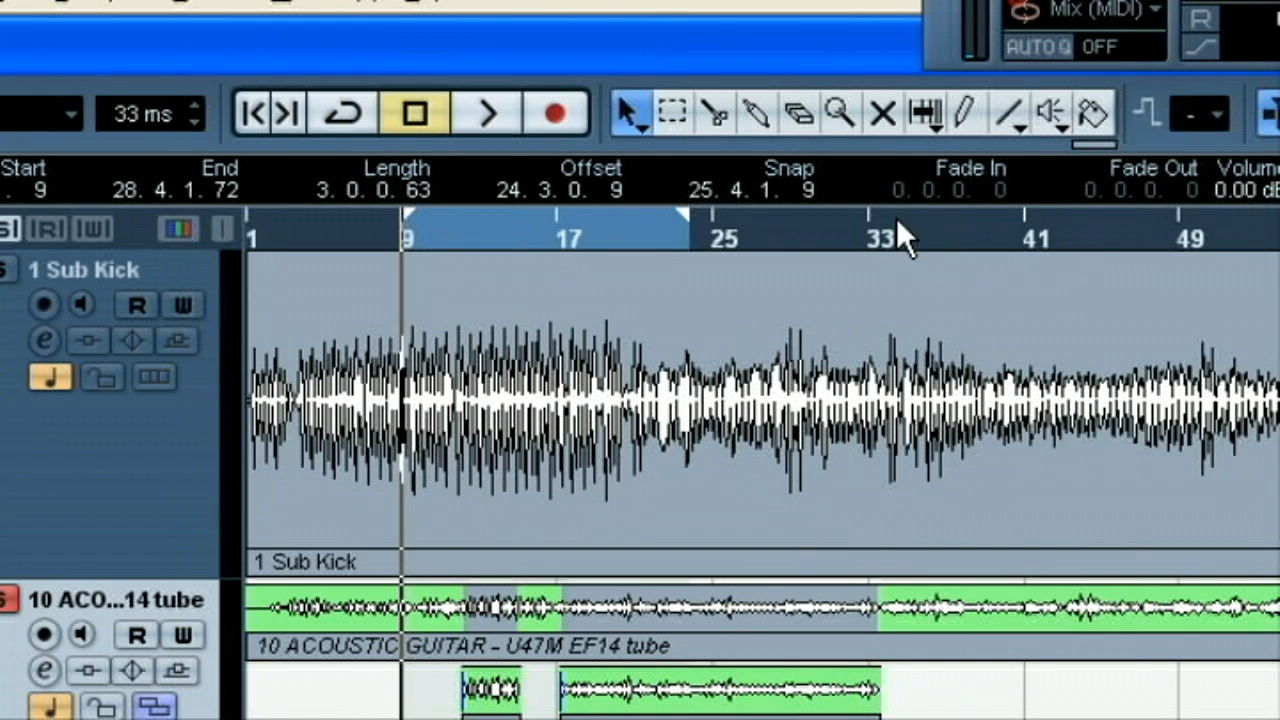 Mix (MIDI)
R
AUTO Q OFF
33 ms
-
Start End Length Offset Snap Fade In Fade Out Volume
. 9 28. 4. 1. 72 3. 0. 0. 63 24. 3. 0. 9 25. 4. 1. 9 0. 0. 0. 0 0. 0. 0. 0 0.00 dB
S R W
1 9 17 25 33 41 49
S 1 Sub Kick
R W
e
1 Sub Kick
S 10 ACO...14 tube
R W
10 ACOUSTIC GUITAR - U47M EF14 tube
e